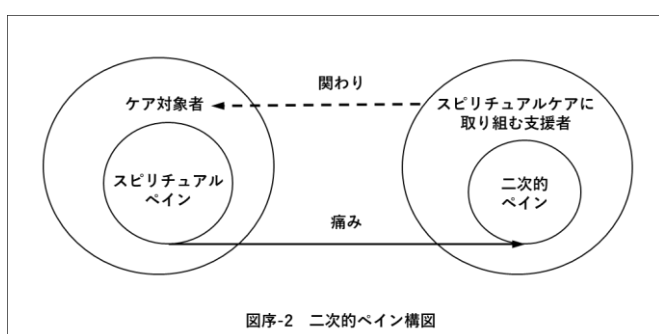 関わり
ケア対象者
スピリチュアルケアに
取り組む支援者
スピリチュアル
ペイン
二次的
ペイン
痛み
図序-2 二次的ペイン構図